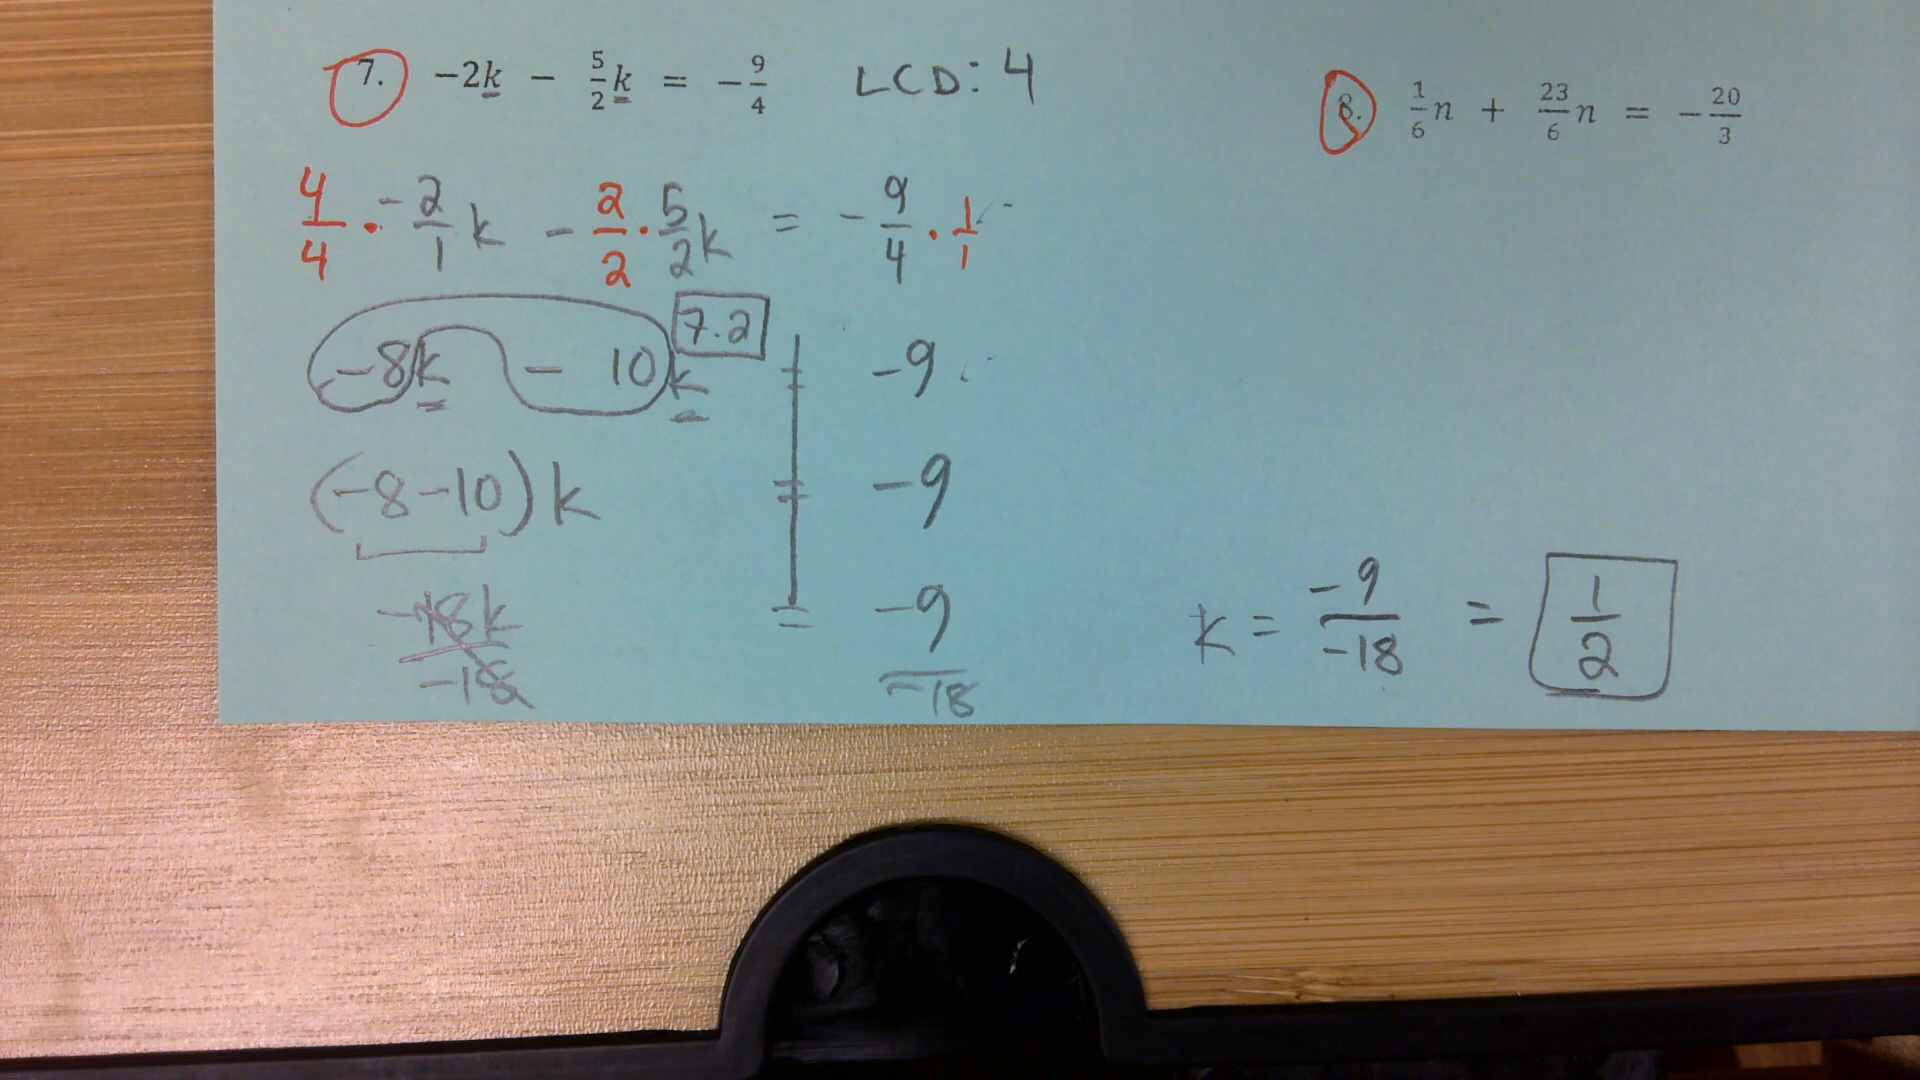 7. −2k − 5/2 k = − 9/4 LCD: 4
4/4 · −2/1 k − 2/2 · 5/2 k = − 9/4 · 1/1
7.2
−8k − 10k = −9
(−8−10)k = −9
−18k/−18 = −9/−18
8. 1/6 n + 23/6 n = − 20/3
k = −9/−18 = 1/2